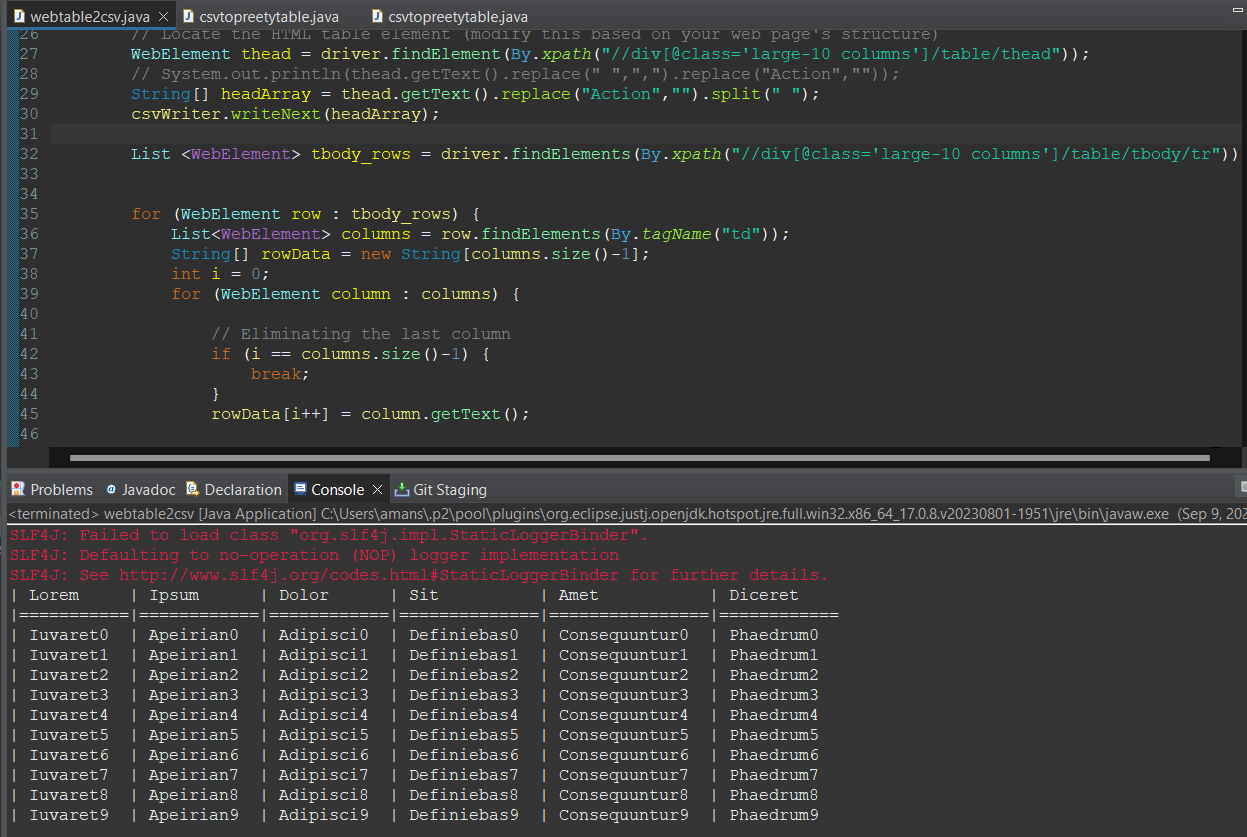 webtable2csv.java csvtopreetytable.java csvtopreetytable.java
26 // Locate the HTML table element (modify this based on your web page's structure)
27 WebElement thead = driver.findElement(By.xpath("//div[@class='large-10 columns']/table/thead"));
28 // System.out.println(thead.getText().replace(" ",",").replace("Action",""));
29 String[] headArray = thead.getText().replace("Action","").split(" ");
30 csvWriter.writeNext(headArray);
31
32 List <WebElement> tbody_rows = driver.findElements(By.xpath("//div[@class='large-10 columns']/table/tbody/tr"))
33
34
35 for (WebElement row : tbody_rows) {
36 List<WebElement> columns = row.findElements(By.tagName("td"));
37 String[] rowData = new String[columns.size()-1];
38 int i = 0;
39 for (WebElement column : columns) {
40
41 // Eliminating the last column
42 if (i == columns.size()-1) {
43 break;
44 }
45 rowData[i++] = column.getText();
46
Problems @ Javadoc Declaration Console Git Staging
<terminated> webtable2csv [Java Application] C:\Users\amans\.p2\pool\plugins\org.eclipse.justj.openjdk.hotspot.jre.full.win32.x86_64_17.0.8.v20230801-1951\jre\bin\javaw.exe (Sep 9, 202
SLF4J: Failed to load class "org.slf4j.impl.StaticLoggerBinder".
SLF4J: Defaulting to no-operation (NOP) logger implementation
SLF4J: See http://www.slf4j.org/codes.html#StaticLoggerBinder for further details.
| Lorem | Ipsum | Dolor | Sit | Amet | Diceret
|===========|============|============|==============|================|============
| Iuvaret0 | Apeirian0 | Adipisci0 | Definiebas0 | Consequuntur0 | Phaedrum0
| Iuvaret1 | Apeirian1 | Adipisci1 | Definiebas1 | Consequuntur1 | Phaedrum1
| Iuvaret2 | Apeirian2 | Adipisci2 | Definiebas2 | Consequuntur2 | Phaedrum2
| Iuvaret3 | Apeirian3 | Adipisci3 | Definiebas3 | Consequuntur3 | Phaedrum3
| Iuvaret4 | Apeirian4 | Adipisci4 | Definiebas4 | Consequuntur4 | Phaedrum4
| Iuvaret5 | Apeirian5 | Adipisci5 | Definiebas5 | Consequuntur5 | Phaedrum5
| Iuvaret6 | Apeirian6 | Adipisci6 | Definiebas6 | Consequuntur6 | Phaedrum6
| Iuvaret7 | Apeirian7 | Adipisci7 | Definiebas7 | Consequuntur7 | Phaedrum7
| Iuvaret8 | Apeirian8 | Adipisci8 | Definiebas8 | Consequuntur8 | Phaedrum8
| Iuvaret9 | Apeirian9 | Adipisci9 | Definiebas9 | Consequuntur9 | Phaedrum9